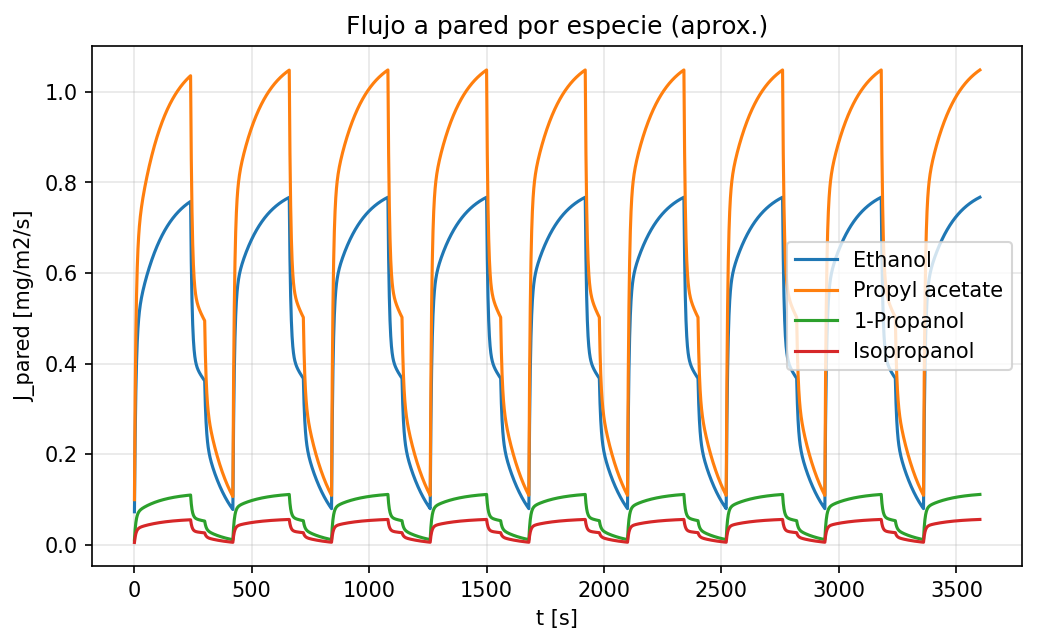 Flujo a pared por especie (aprox.)
J_pared [mg/m2/s]
1.0
0.8
0.6
0.4
0.2
0.0
Ethanol
Propyl acetate
1-Propanol
Isopropanol
0 500 1000 1500 2000 2500 3000 3500
t [s]